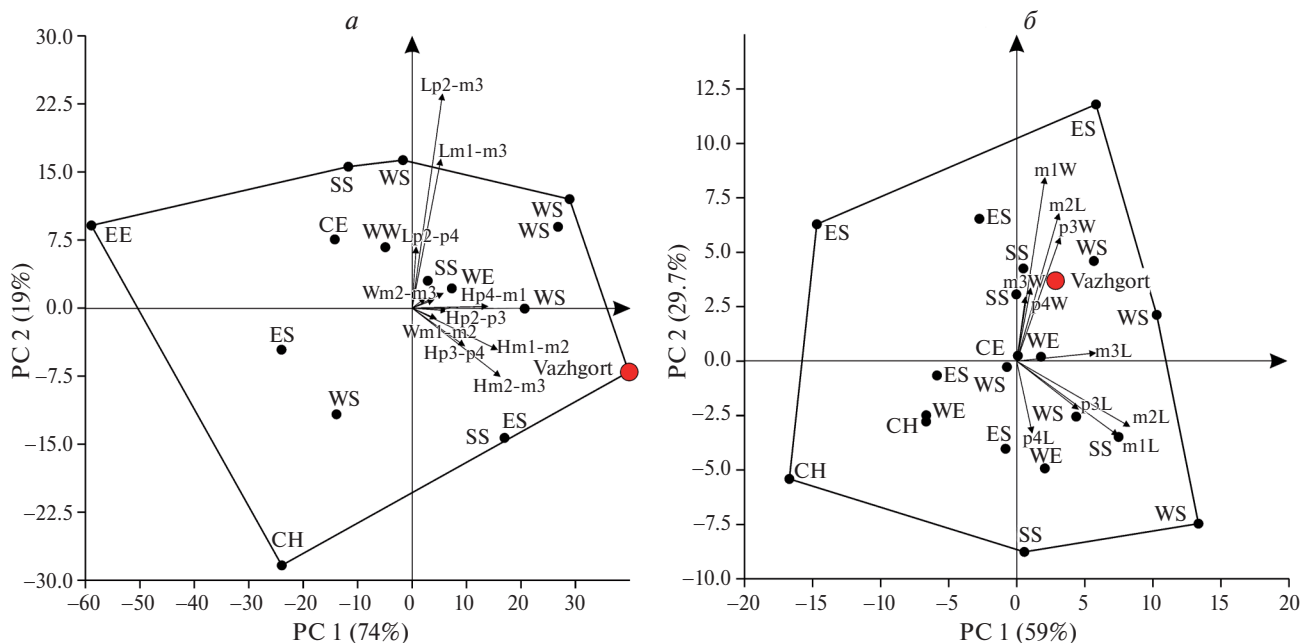 а
30.0
22.5
15.0
7.5
0.0
−7.5
−15.0
−22.5
−30.0
PC 2 (19%)
−60
−50
−40
−30
−20
−10
0
10
20
30
PC 1 (74%)
Lp2-m3
Lm1-m3
SS
WS
WS
WS
EE
CE
WW
Lp2-p4
SS
WE
Wm2-m3
Hp4-m1
WS
Hp2-p3
Wm1-m2
Hp3-p4
Hm1-m2
Hm2-m3
Vazhgort
ES
WS
ES
SS
CH
б
12.5
10.0
7.5
5.0
2.5
0.0
−2.5
−5.0
−7.5
−10.0
PC 2 (29.7%)
−20
−15
−10
−5
0
5
10
15
20
PC 1 (59%)
ES
m1W
m2L
p3W
ES
ES
SS
WS
m3W
Vazhgort
SS
p4W
WS
CE
WE
m3L
ES
WS
WE
CH
WS
p3L
m2L
ES
p4L
WE
SS
m1L
CH
WS
SS